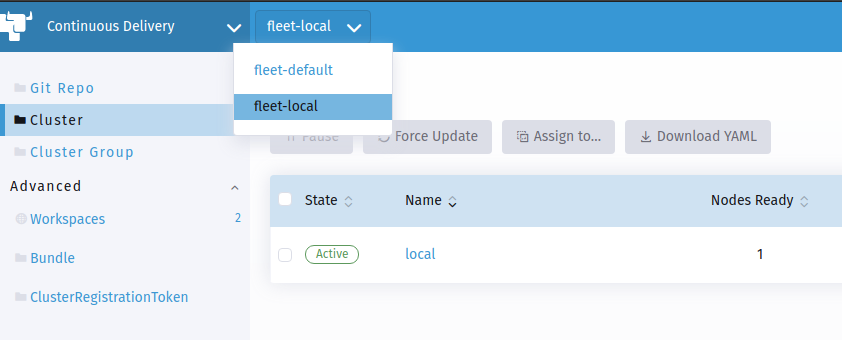 Continuous Delivery
fleet-local
fleet-default
fleet-local
Git Repo
Cluster
Cluster Group
Advanced
Workspaces 2
Bundle
ClusterRegistrationToken
Pause Force Update Assign to... Download YAML
State Name Nodes Ready
Active local 1